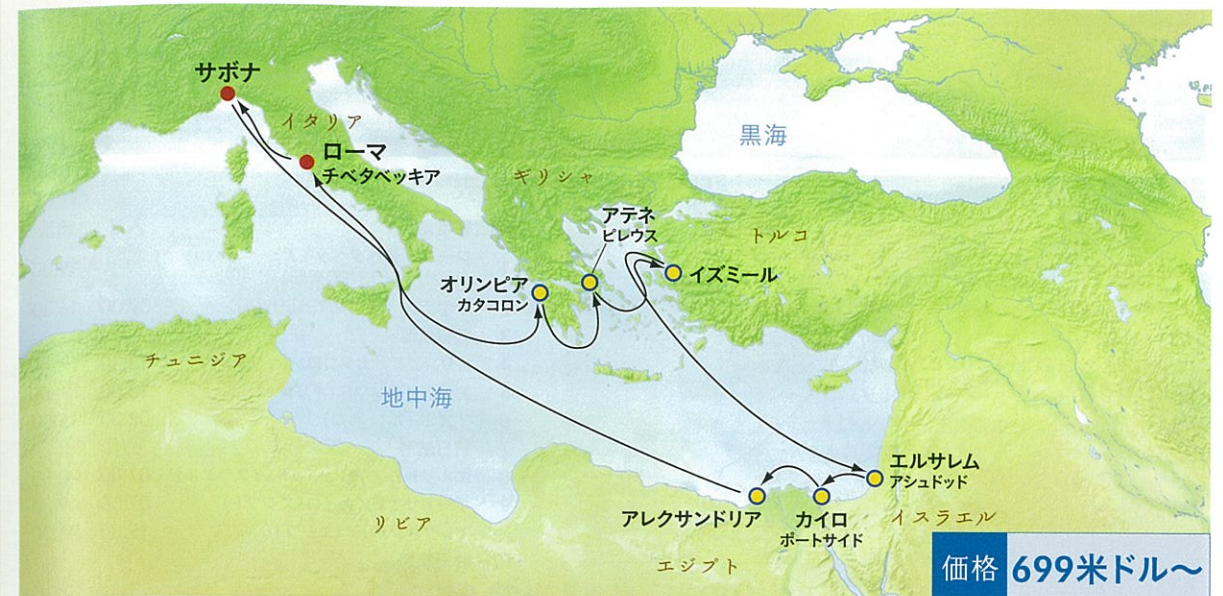 サボナ
イタリア
ローマ
チベタベッキア
ギリシャ
黒海
アテネ
ピレウス
トルコ
オリンピア
カタコロン
イズミール
チュニジア
地中海
エルサレム
アシュドッド
アレクサンドリア
カイロ
ポートサイド
イスラエル
リビア
エジプト
価格 699米ドル〜